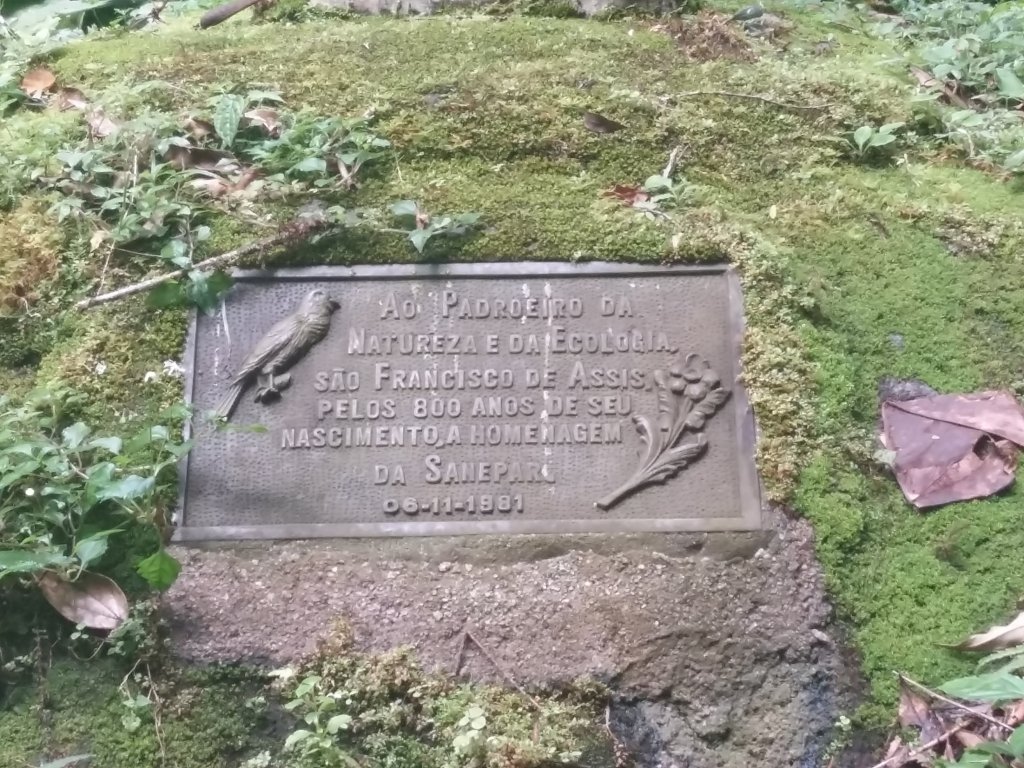 Ao Padroeiro da
Natureza e da Ecologia,
são Francisco de Assis,
pelos 800 anos de seu
nascimento, a homenagem
da Sanepar.
06-11-1981